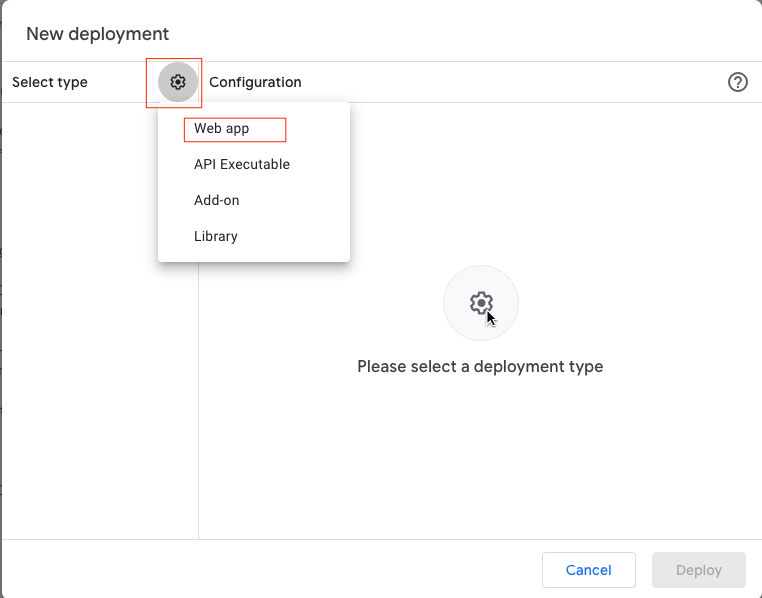 New deployment
Select type
Configuration
Web app
API Executable
Add-on
Library
Please select a deployment type
Cancel
Deploy